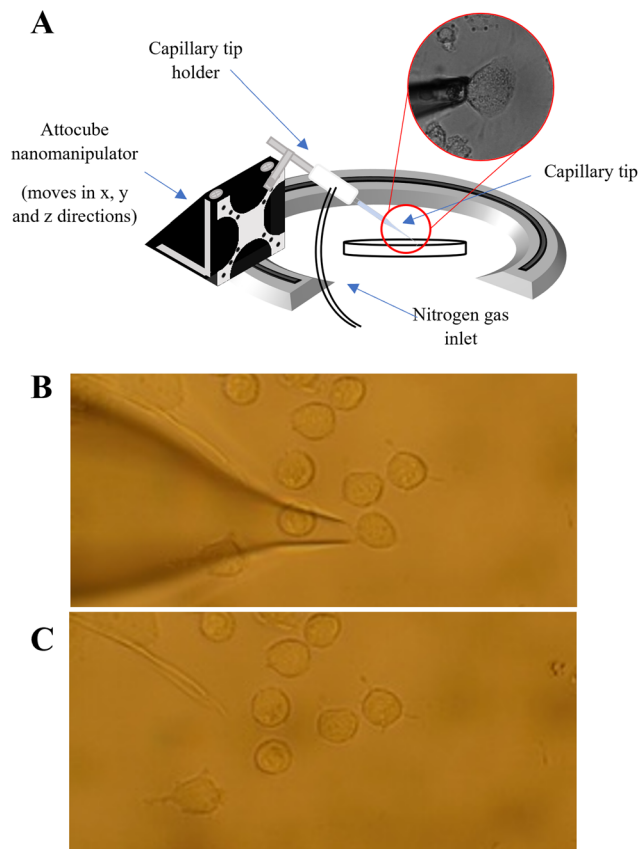 A
Capillary tip
holder
Attocube
nanomanipulator
(moves in x, y
and z directions)
Capillary tip
Nitrogen gas
inlet
B
C